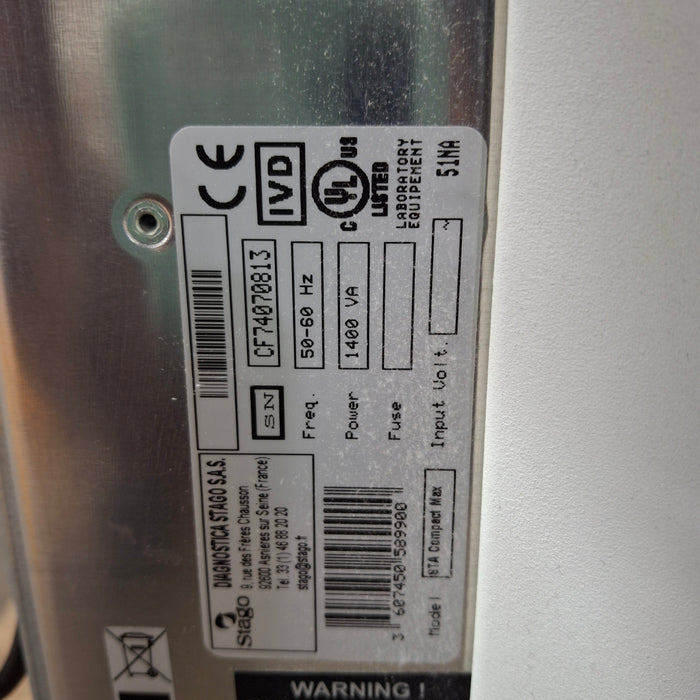 Stago
DIAGNOSTICA STAGO S.A.S.
9, rue des Frères Chausson
92600 Asnieres sur Seine (France)
Tel 33 (1) 46 88 20 20
stago@stago.fr
CE
IVD
SN CF74070813
Freq. 50-60 Hz
Power 1400 VA
Fuse
Input Volt. ~
C UL US
LISTED
LABORATORY
EQUIPEMENT
51NA
3 607450 589900
Model STA Compact Max
WARNING !